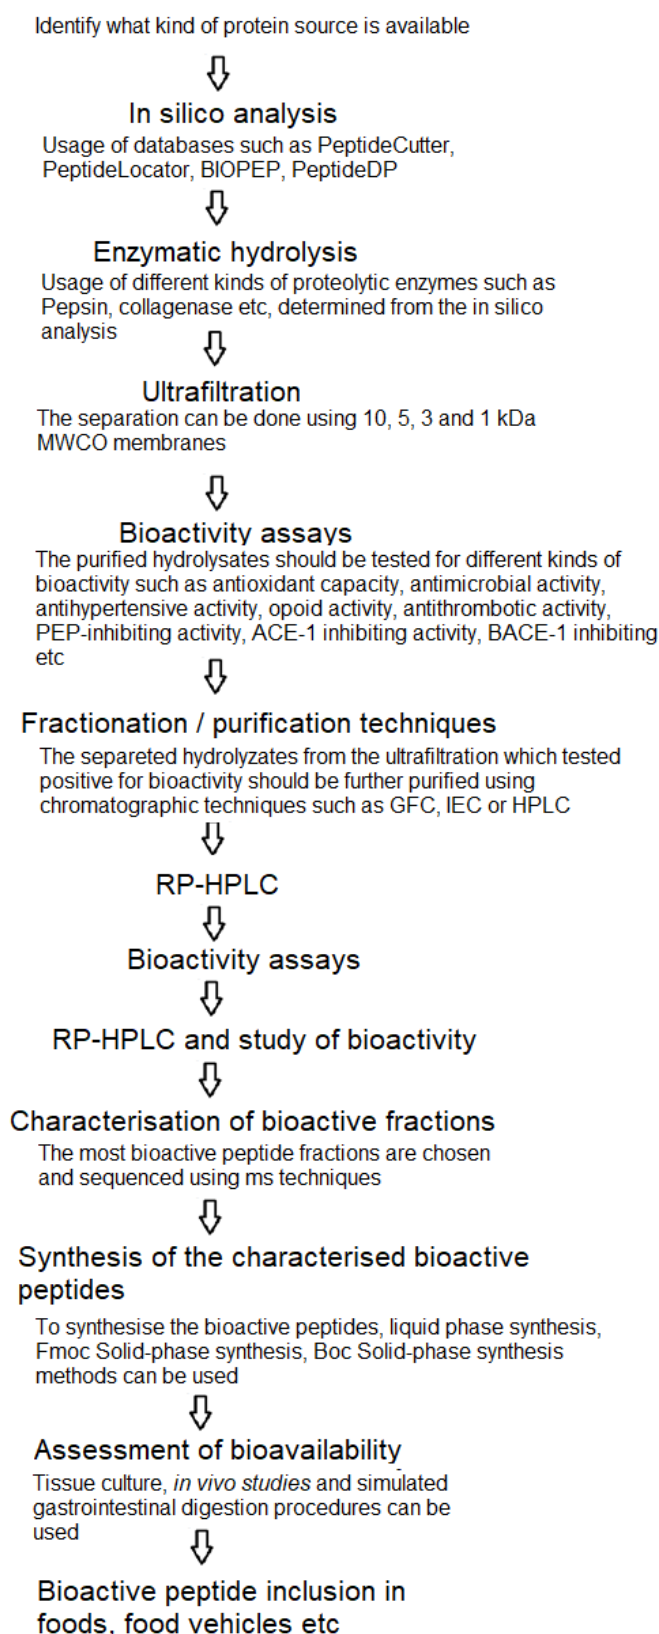 Identify what kind of protein source is available
In silico analysis
Usage of databases such as PeptideCutter,
PeptideLocator, BIOPEP, PeptideDP
Enzymatic hydrolysis
Usage of different kinds of proteolytic enzymes such as
Pepsin, collagenase etc, determined from the in silico
analysis
Ultrafiltration
The separation can be done using 10, 5, 3 and 1 kDa
MWCO membranes
Bioactivity assays
The purified hydrolysates should be tested for different kinds of
bioactivity such as antioxidant capacity, antimicrobial activity,
antihypertensive activity, opoid activity, antithrombotic activity,
PEP-inhibiting activity, ACE-1 inhibiting activity, BACE-1 inhibiting
etc
Fractionation / purification techniques
The separeted hydrolyzates from the ultrafiltration which tested
positive for bioactivity should be further purified using
chromatographic techniques such as GFC, IEC or HPLC
RP-HPLC
Bioactivity assays
RP-HPLC and study of bioactivity
Characterisation of bioactive fractions
The most bioactive peptide fractions are chosen
and sequenced using ms techniques
Synthesis of the characterised bioactive
peptides
To synthesise the bioactive peptides, liquid phase synthesis,
Fmoc Solid-phase synthesis, Boc Solid-phase synthesis
methods can be used
Assessment of bioavailability
Tissue culture, in vivo studies and simulated
gastrointestinal digestion procedures can be
used
Bioactive peptide inclusion in
foods, food vehicles etc